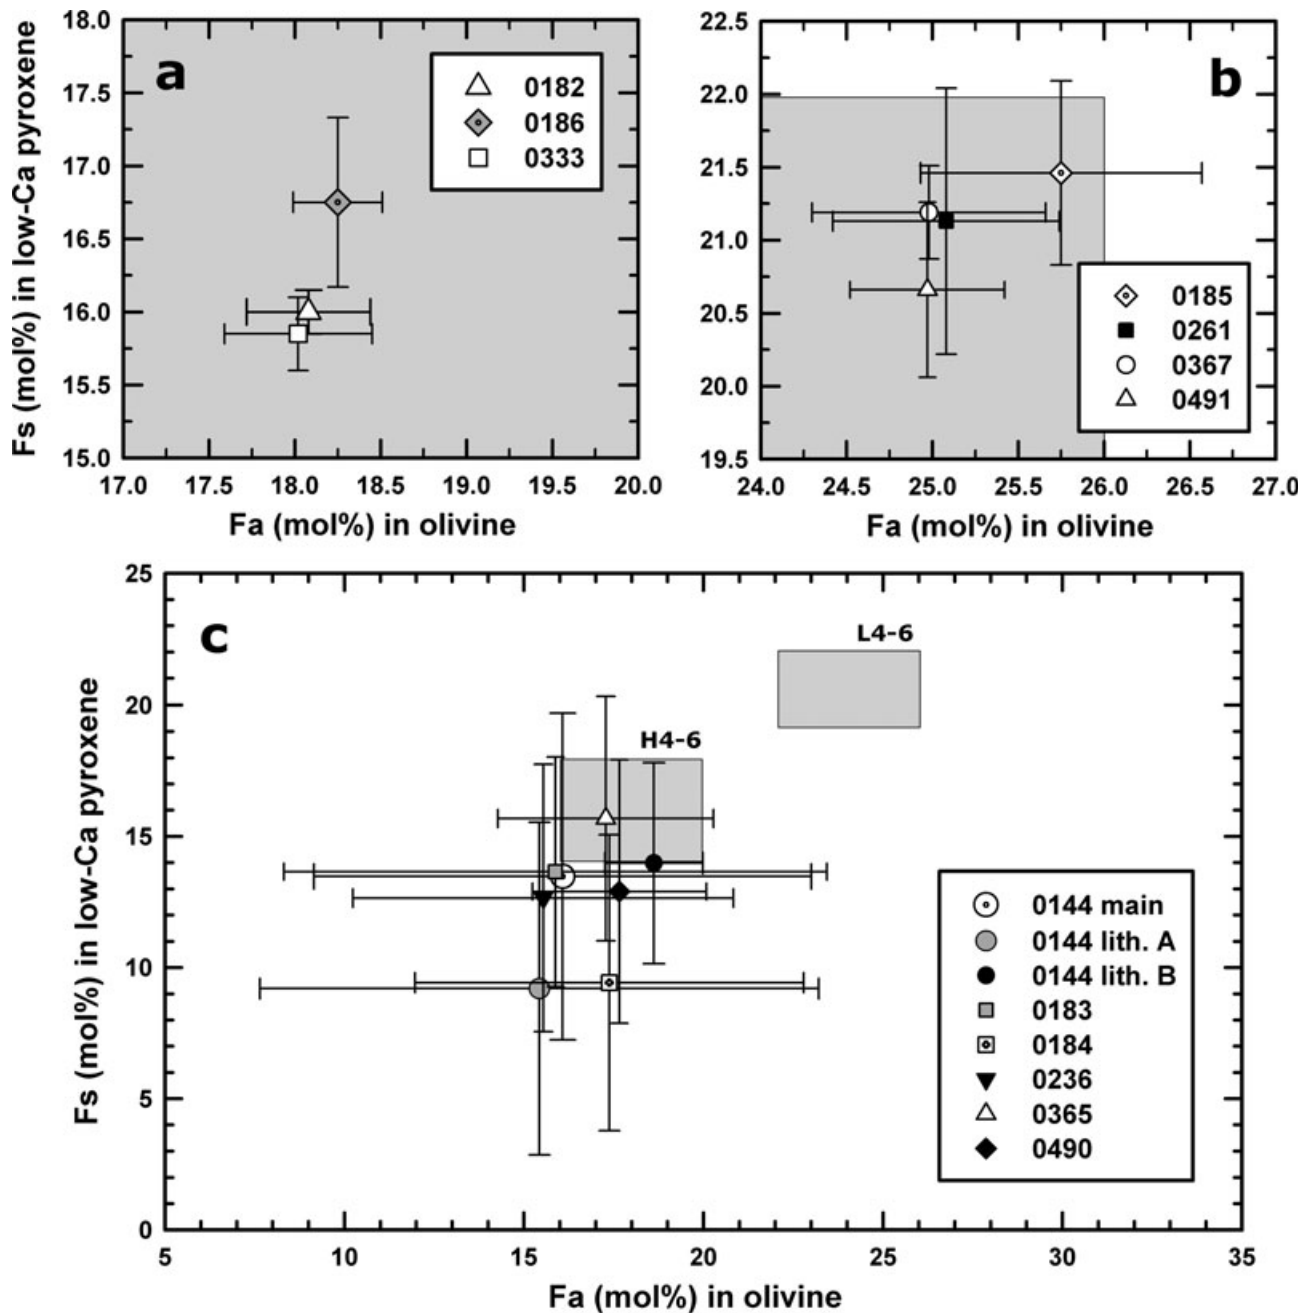 a
0182
0186
0333
18.0
17.5
17.0
16.5
16.0
15.5
15.0
17.0 17.5 18.0 18.5 19.0 19.5 20.0
Fs (mol%) in low-Ca pyroxene
Fa (mol%) in olivine
b
0185
0261
0367
0491
22.5
22.0
21.5
21.0
20.5
20.0
19.5
24.0 24.5 25.0 25.5 26.0 26.5 27.0
Fa (mol%) in olivine
c
L4-6
H4-6
0144 main
0144 lith. A
0144 lith. B
0183
0184
0236
0365
0490
25
20
15
10
5
0
5 10 15 20 25 30 35
Fs (mol%) in low-Ca pyroxene
Fa (mol%) in olivine